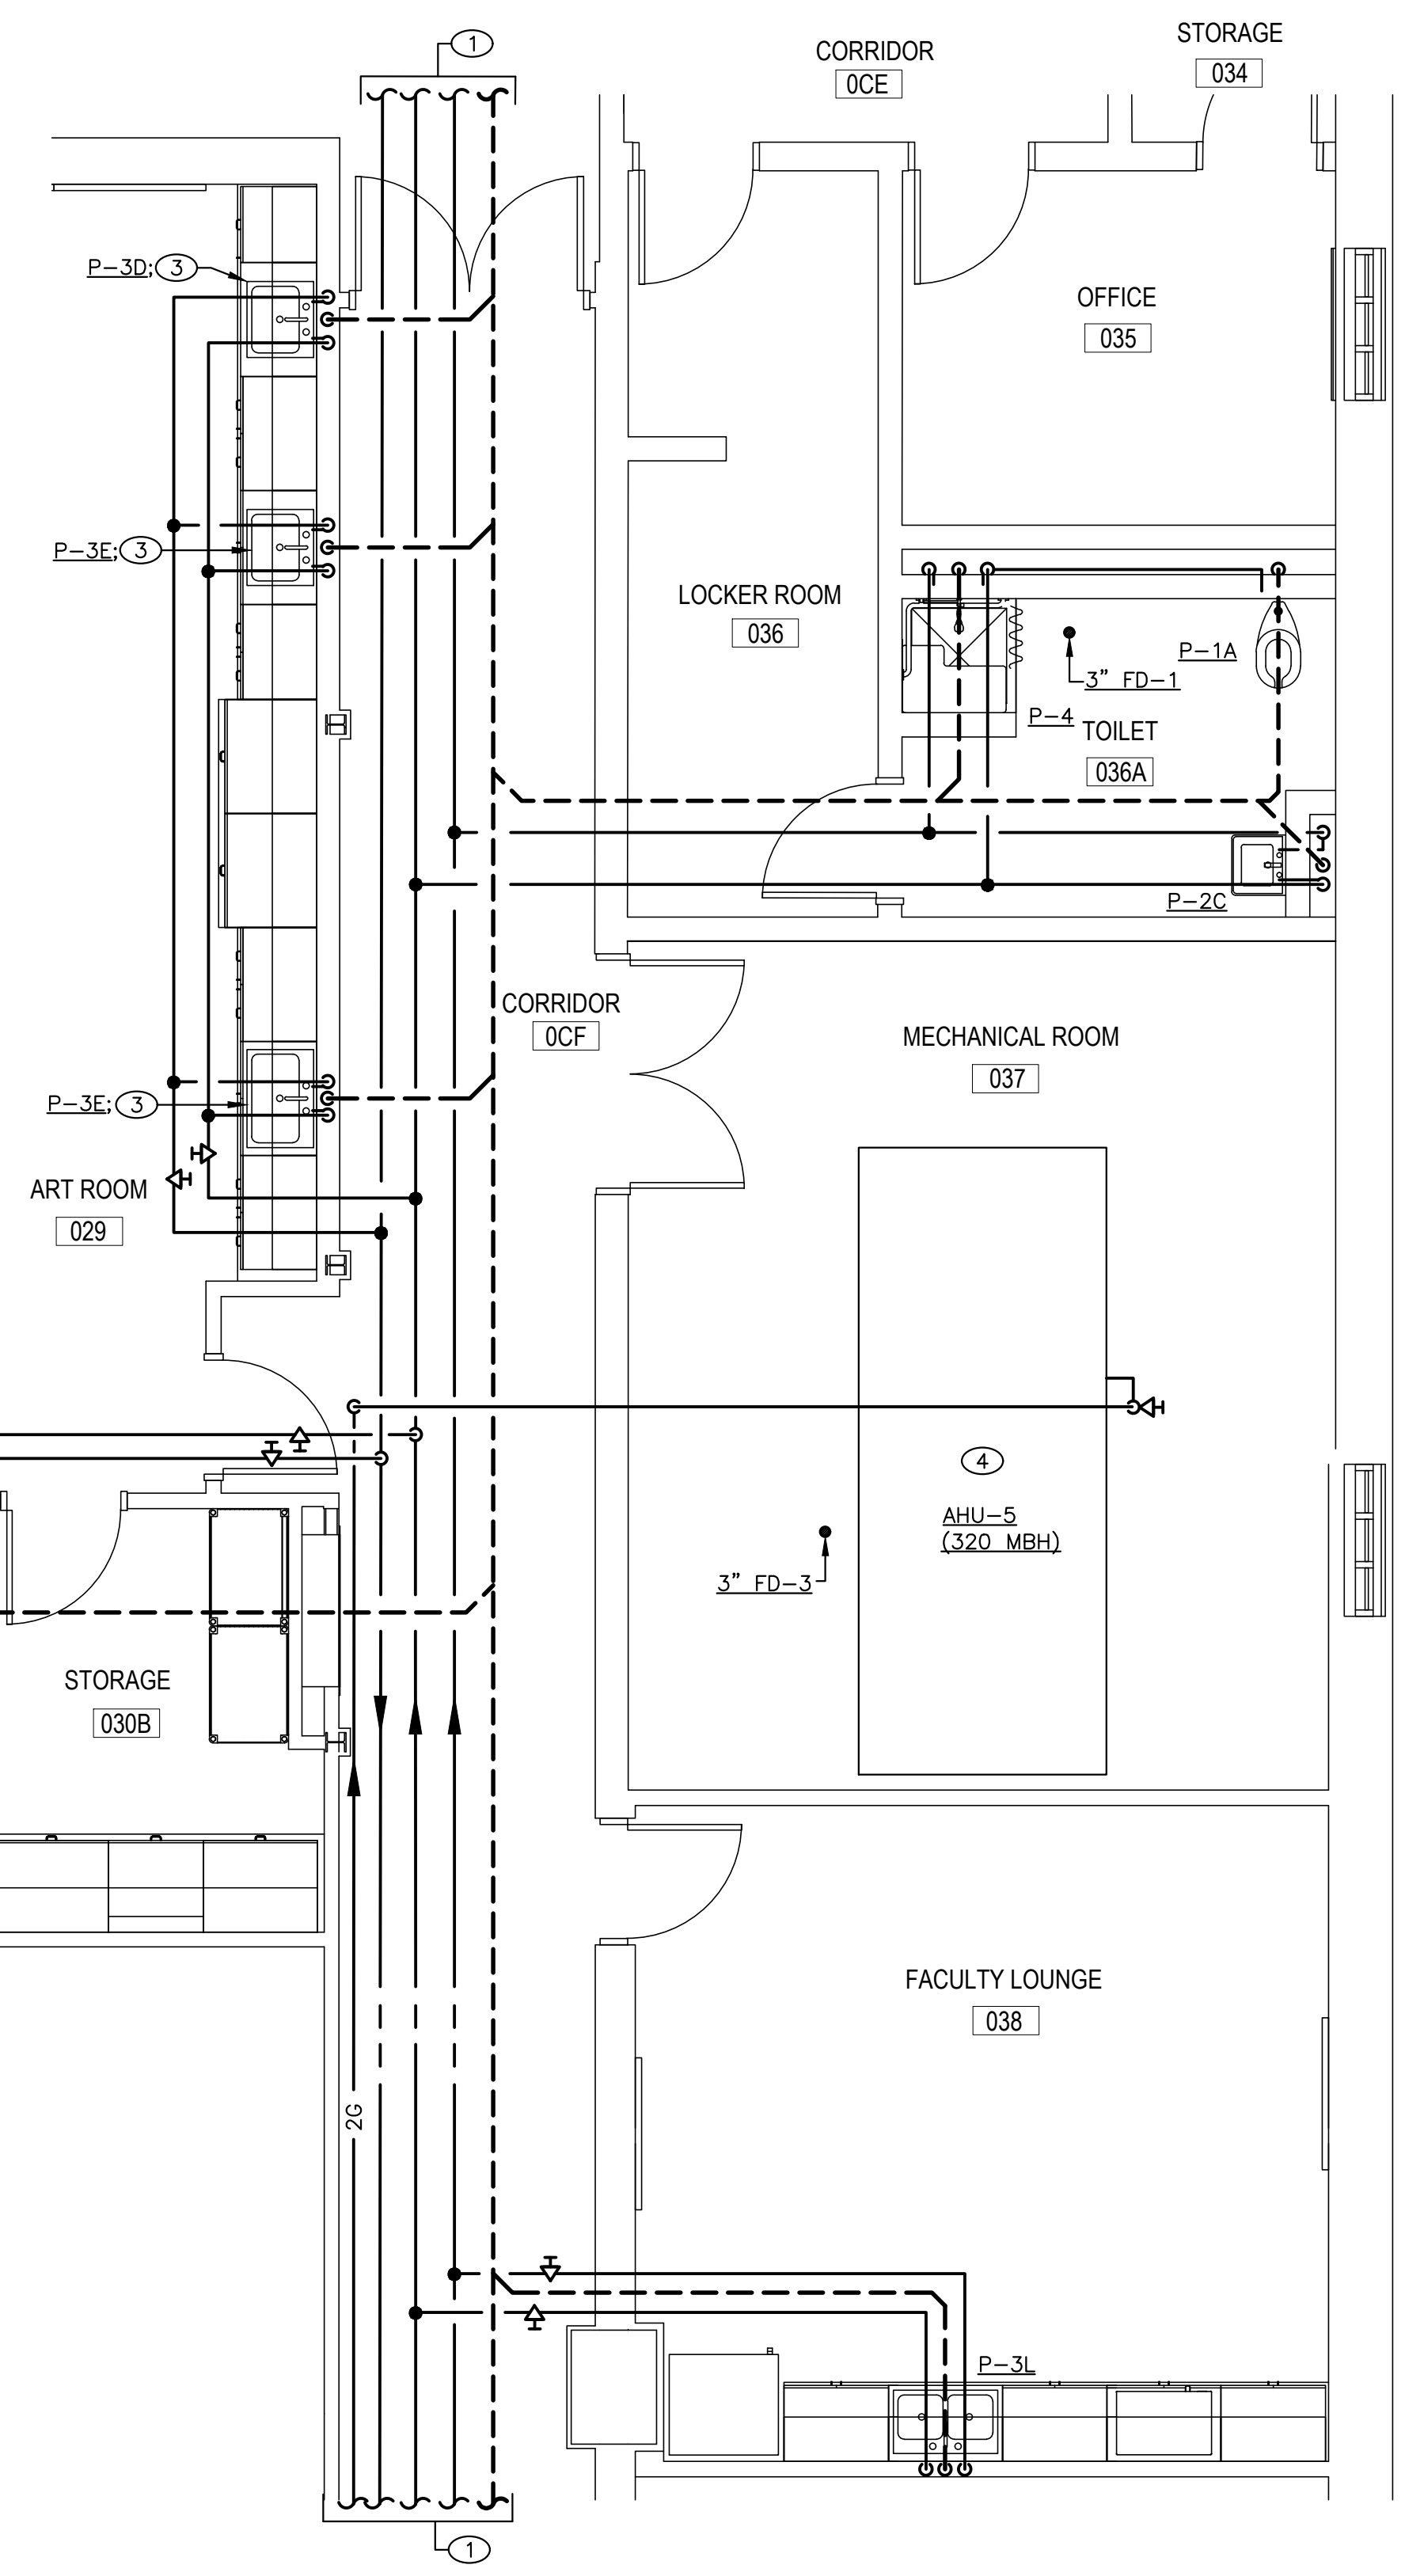 STORAGE
034
1
CORRIDOR
0CE
P-3D; 3
OFFICE
035
P-3E; 3
LOCKER ROOM
036
P-1A
3" FD-1
P-4
TOILET
036A
P-2C
CORRIDOR
0CF
MECHANICAL ROOM
037
P-3E; 3
ART ROOM
029
4
AHU-5
(320 MBH)
3" FD-3
STORAGE
030B
FACULTY LOUNGE
038
2G
P-3L
1